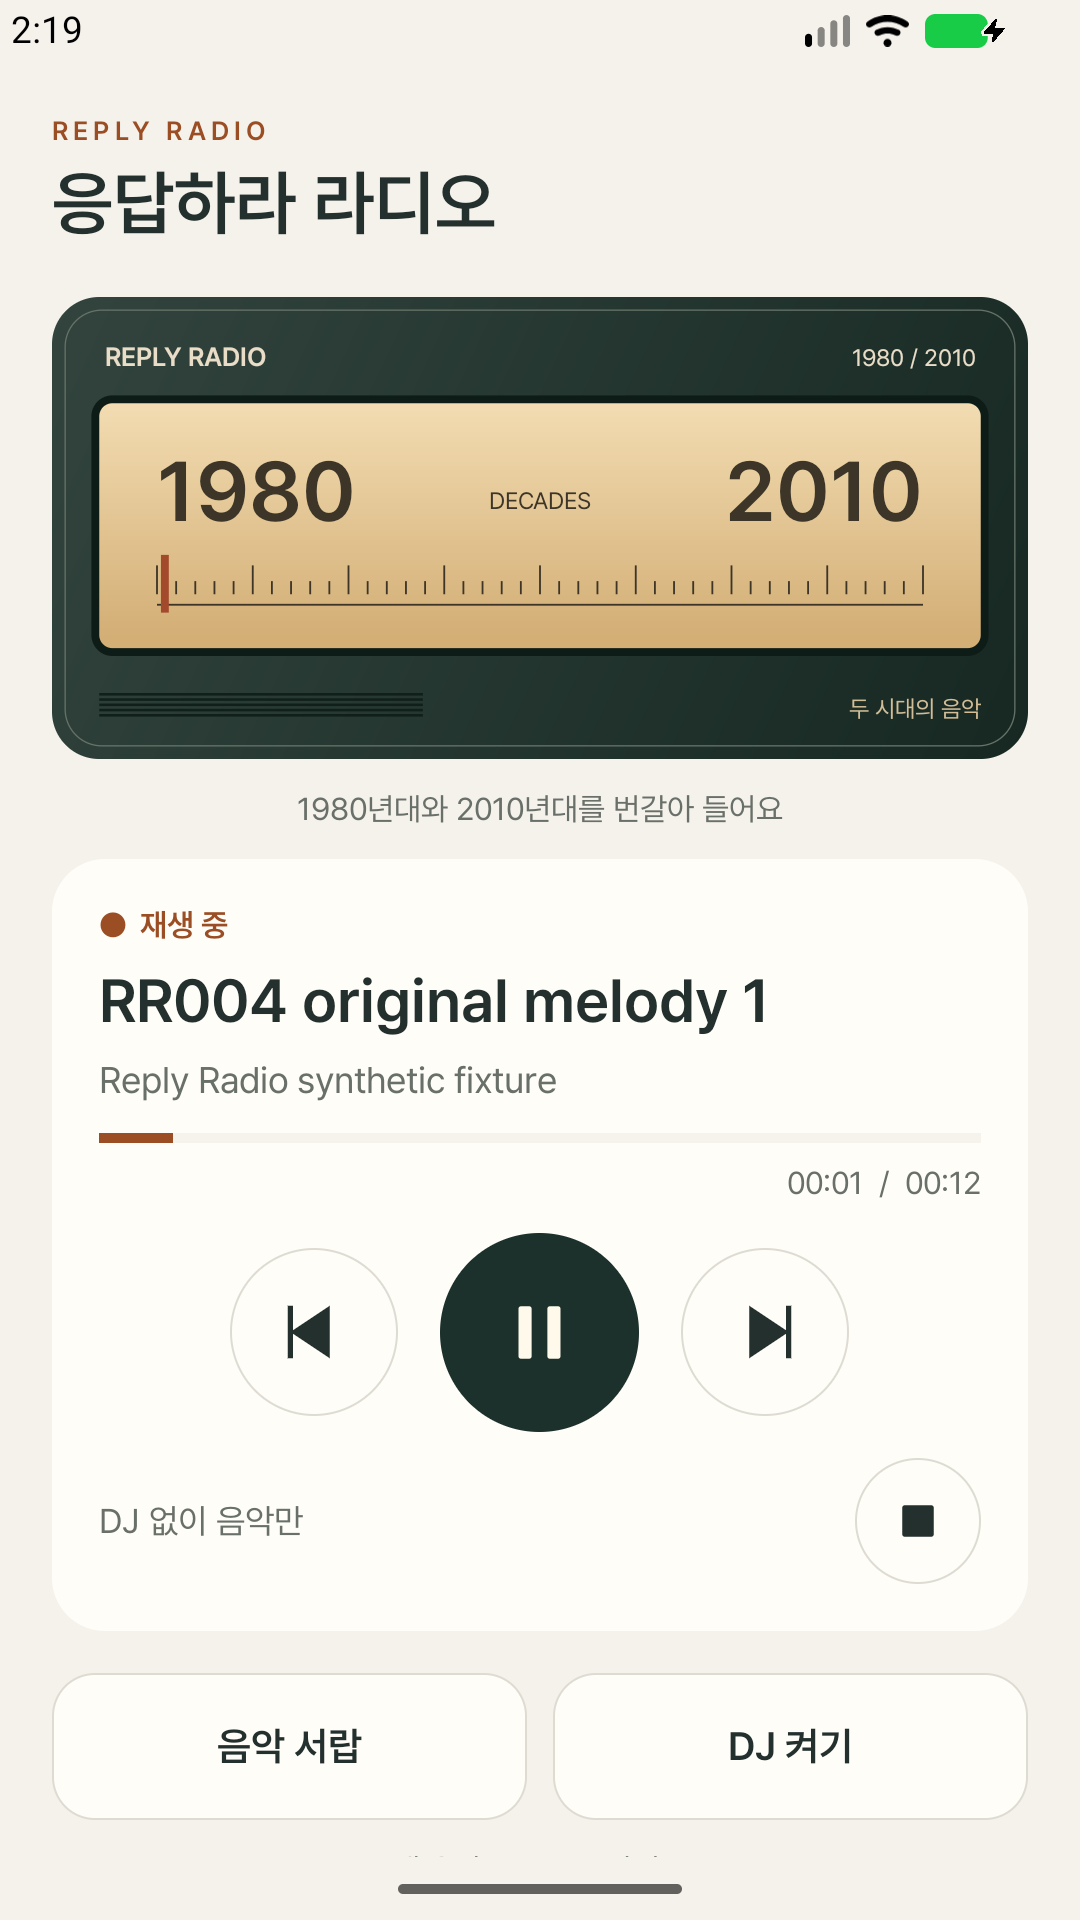 2:19
REPLY RADIO
응답하라 라디오
REPLY RADIO
1980 / 2010
1980 DECADES 2010
두 시대의 음악
1980년대와 2010년대를 번갈아 들어요
재생 중
RR004 original melody 1
Reply Radio synthetic fixture
00:01 / 00:12
DJ 없이 음악만
음악 서랍
DJ 켜기